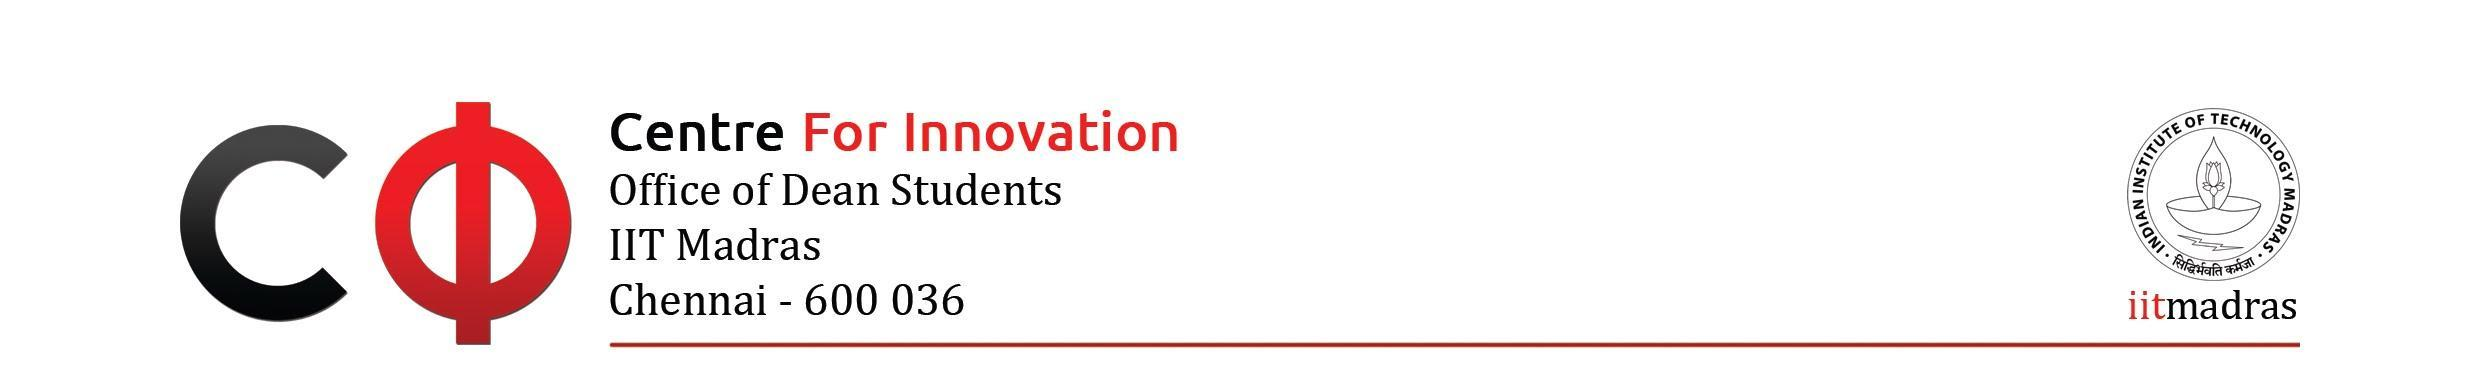 CΦ
Centre For Innovation
Office of Dean Students
IIT Madras
Chennai - 600 036
INDIAN INSTITUTE OF TECHNOLOGY MADRAS
सिद्धिर्भवति कर्मजा
iitmadras